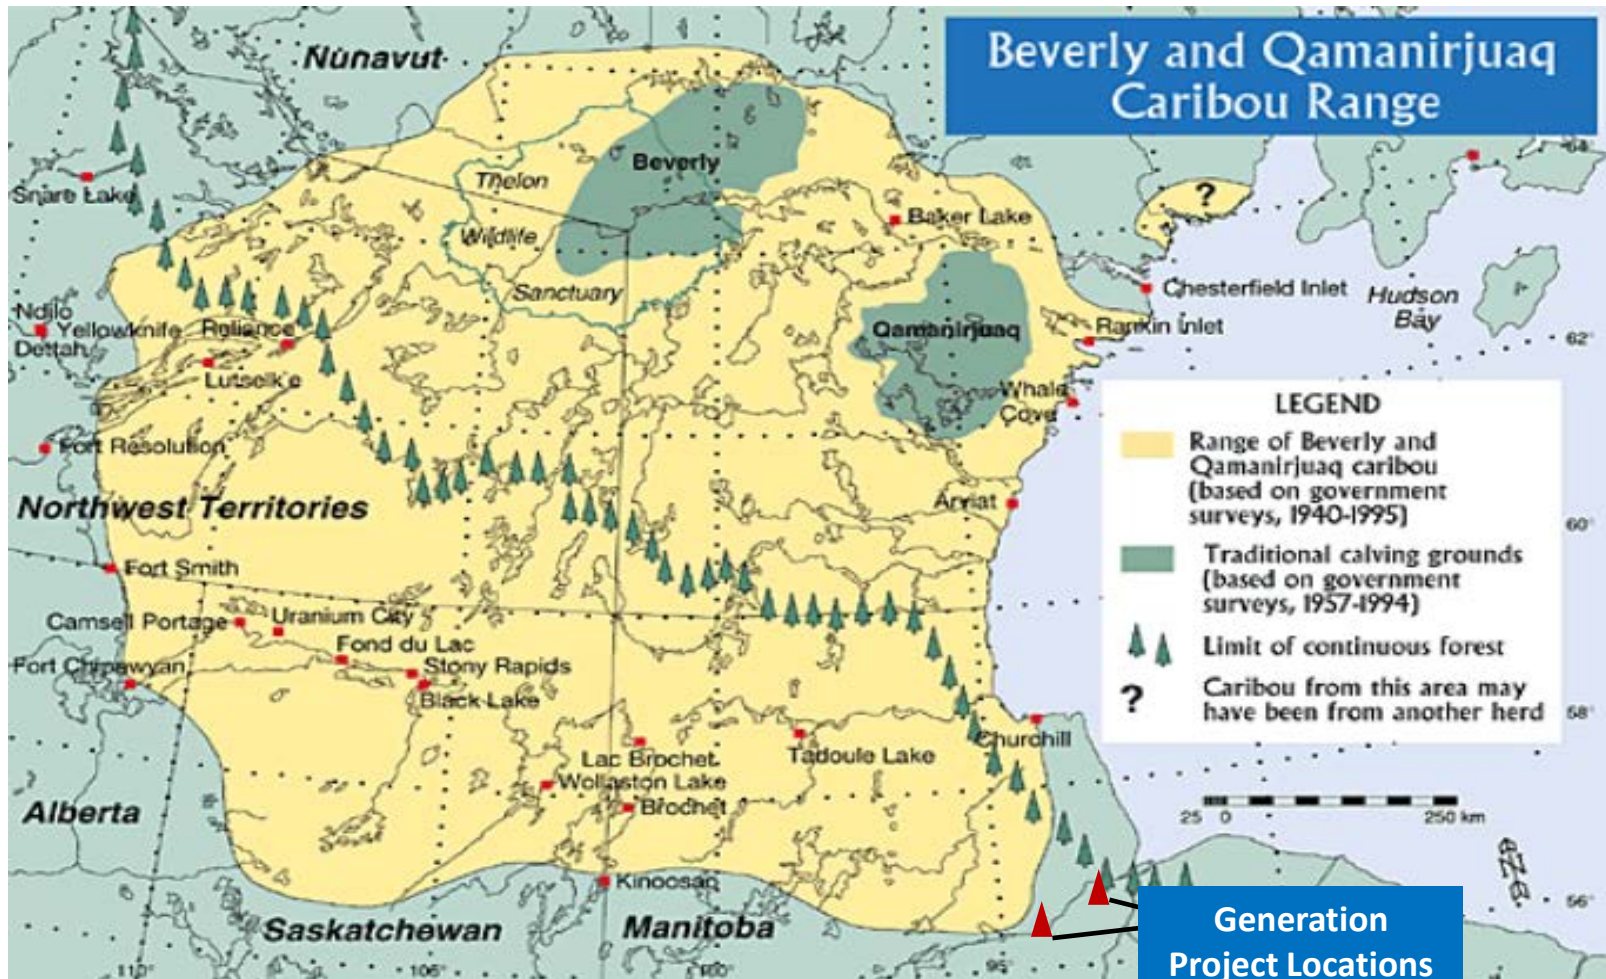 Beverly and Qamanirjuaq
Caribou Range
Nunavut
64
Snare Lake
Beverly
Thelon
Wildlife
Sanctuary
?
Baker Lake
Chesterfield Inlet
Hudson
Bay
Ndilo
Yellowknife
Dettah
Reliance
Lutselk'e
Qamanirjuaq
Rankin Inlet
62°
Whale
Cove
Fort Resolution
Northwest Territories
Arviat
LEGEND
Range of Beverly and
Qamanirjuaq caribou
(based on government
surveys, 1940-1995)
Traditional calving grounds
(based on government
surveys, 1957-1994)
Limit of continuous forest
?
Caribou from this area may
have been from another herd
60°
Fort Smith
Camsell Portage
Uranium City
Fond du Lac
Stony Rapids
Black Lake
Fort Chipewyan
58°
Churchill
Tadoule Lake
Lac Brochet
Wollaston Lake
Brochet
Alberta
25 0 250 km
Kinoosao
Saskatchewan
Manitoba
56°
110°
105°
100°
95°
Generation
Project Locations